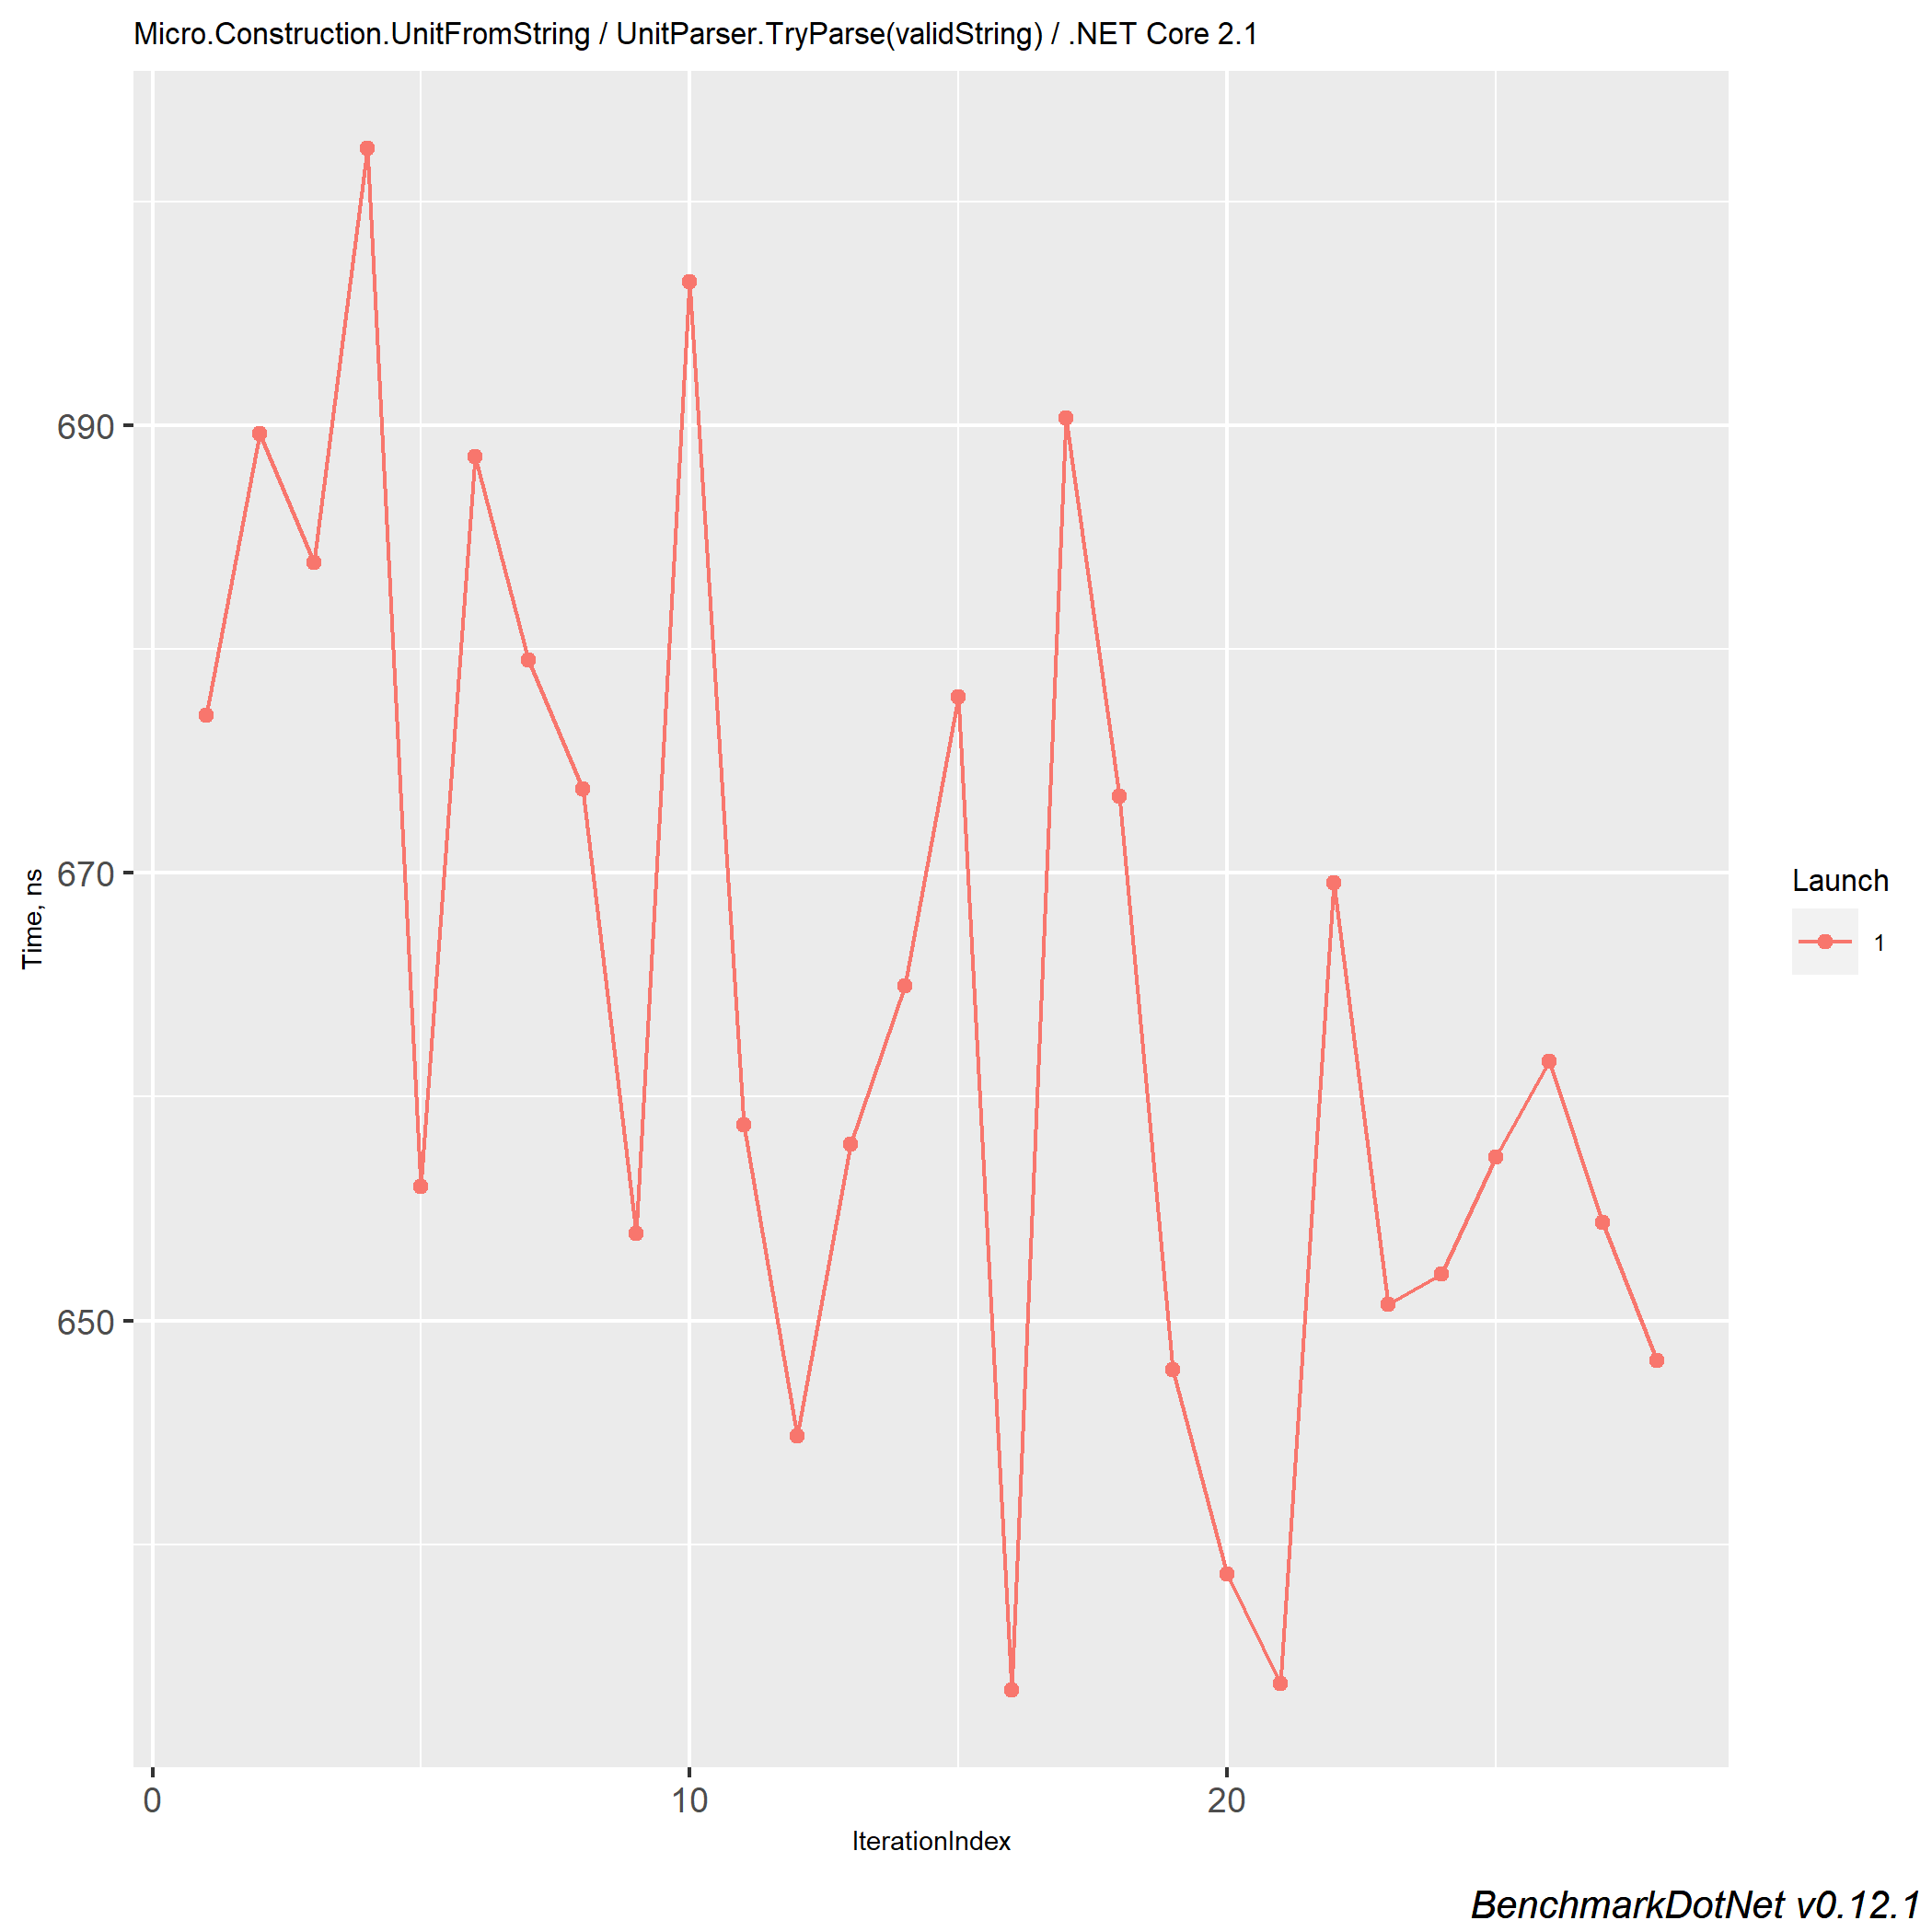 Micro.Construction.UnitFromString / UnitParser.TryParse(validString) / .NET Core 2.1
690
670
650
Time, ns
0
10
20
IterationIndex
Launch
1
BenchmarkDotNet v0.12.1